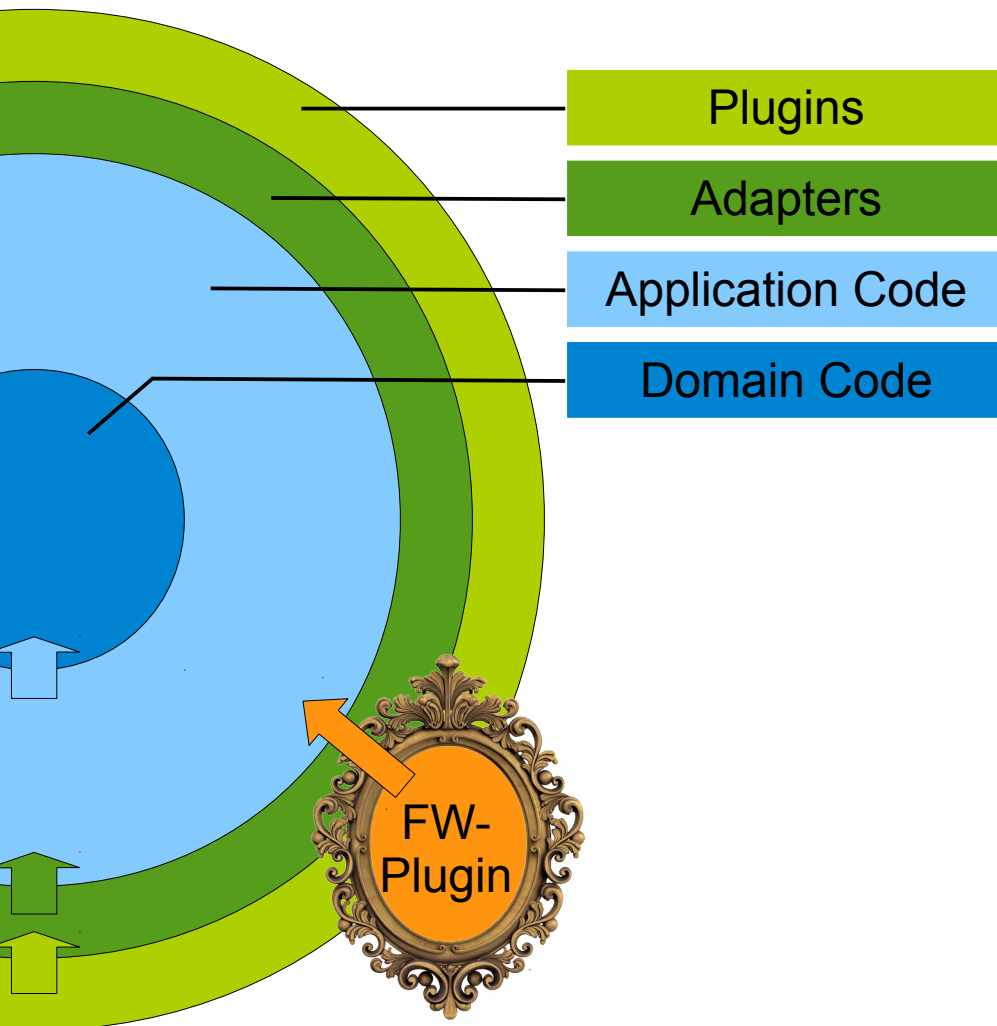 Plugins
Adapters
Application Code
Domain Code
FW-
Plugin